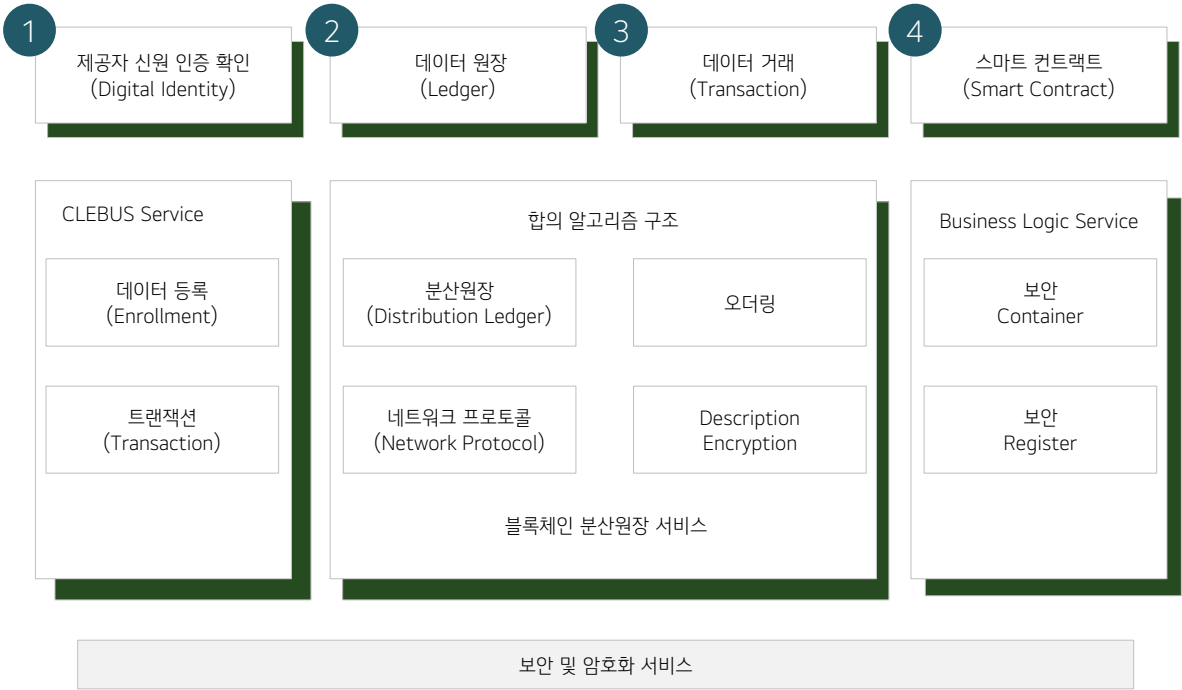 1
제공자 신원 인증 확인
(Digital Identity)
2
데이터 원장
(Ledger)
3
데이터 거래
(Transaction)
4
스마트 컨트랙트
(Smart Contract)
CLEBUS Service
데이터 등록
(Enrollment)
트랜잭션
(Transaction)
합의 알고리즘 구조
분산원장
(Distribution Ledger)
오더링
네트워크 프로토콜
(Network Protocol)
Description
Encryption
블록체인 분산원장 서비스
Business Logic Service
보안
Container
보안
Register
보안 및 암호화 서비스